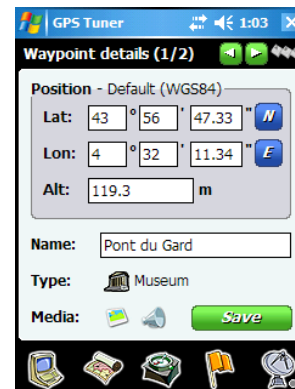 GPS Tuner 1:03
Waypoint details (1/2)
Position - Default (WGS84)
Lat: 43 ° 56 ' 47.33 " N
Lon: 4 ° 32 ' 11.34 " E
Alt: 119.3 m
Name: Pont du Gard
Type: Museum
Media: Save